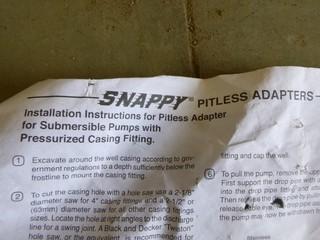 SNAPPY® PITLESS ADAPTERS
Installation Instructions for Pitless Adapter
for Submersible Pumps with
Pressurized Casing Fitting.
1 Excavate around the well casing according to gov-
ernment regulations to a depth sufficiently below the
frostline to mount the casing fitting.
2 To cut the casing hole with a hole saw use a 2-1/8"
diameter saw for 4" casing fittings and a 2-1/2" or
(63mm) diameter saw for all other casing fittings
sizes. Locate the hole at right angles to the discharge
line for a swing joint. A Black and Decker "Tweton"
hole saw, or the equivalent is recommended for
fitting and cap the well.
6 To pull the pump, remove the
First support the drop pipe
into the drop pipe fitting and
Then release the pipe by
releasable
the pump may now be withdrawn